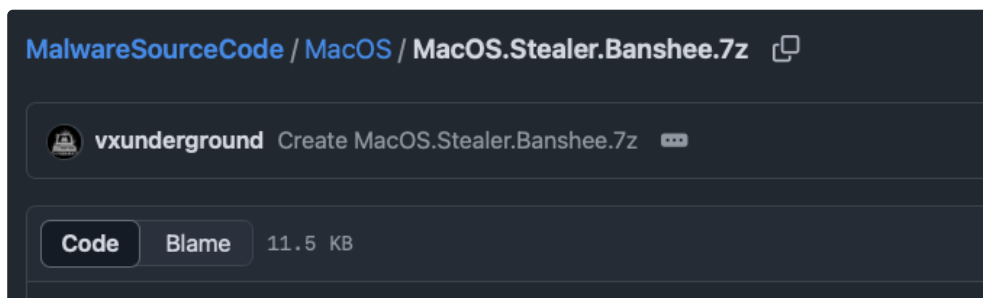 MalwareSourceCode / MacOS / MacOS.Stealer.Banshee.7z
vxunderground Create MacOS.Stealer.Banshee.7z
Code Blame 11.5 KB